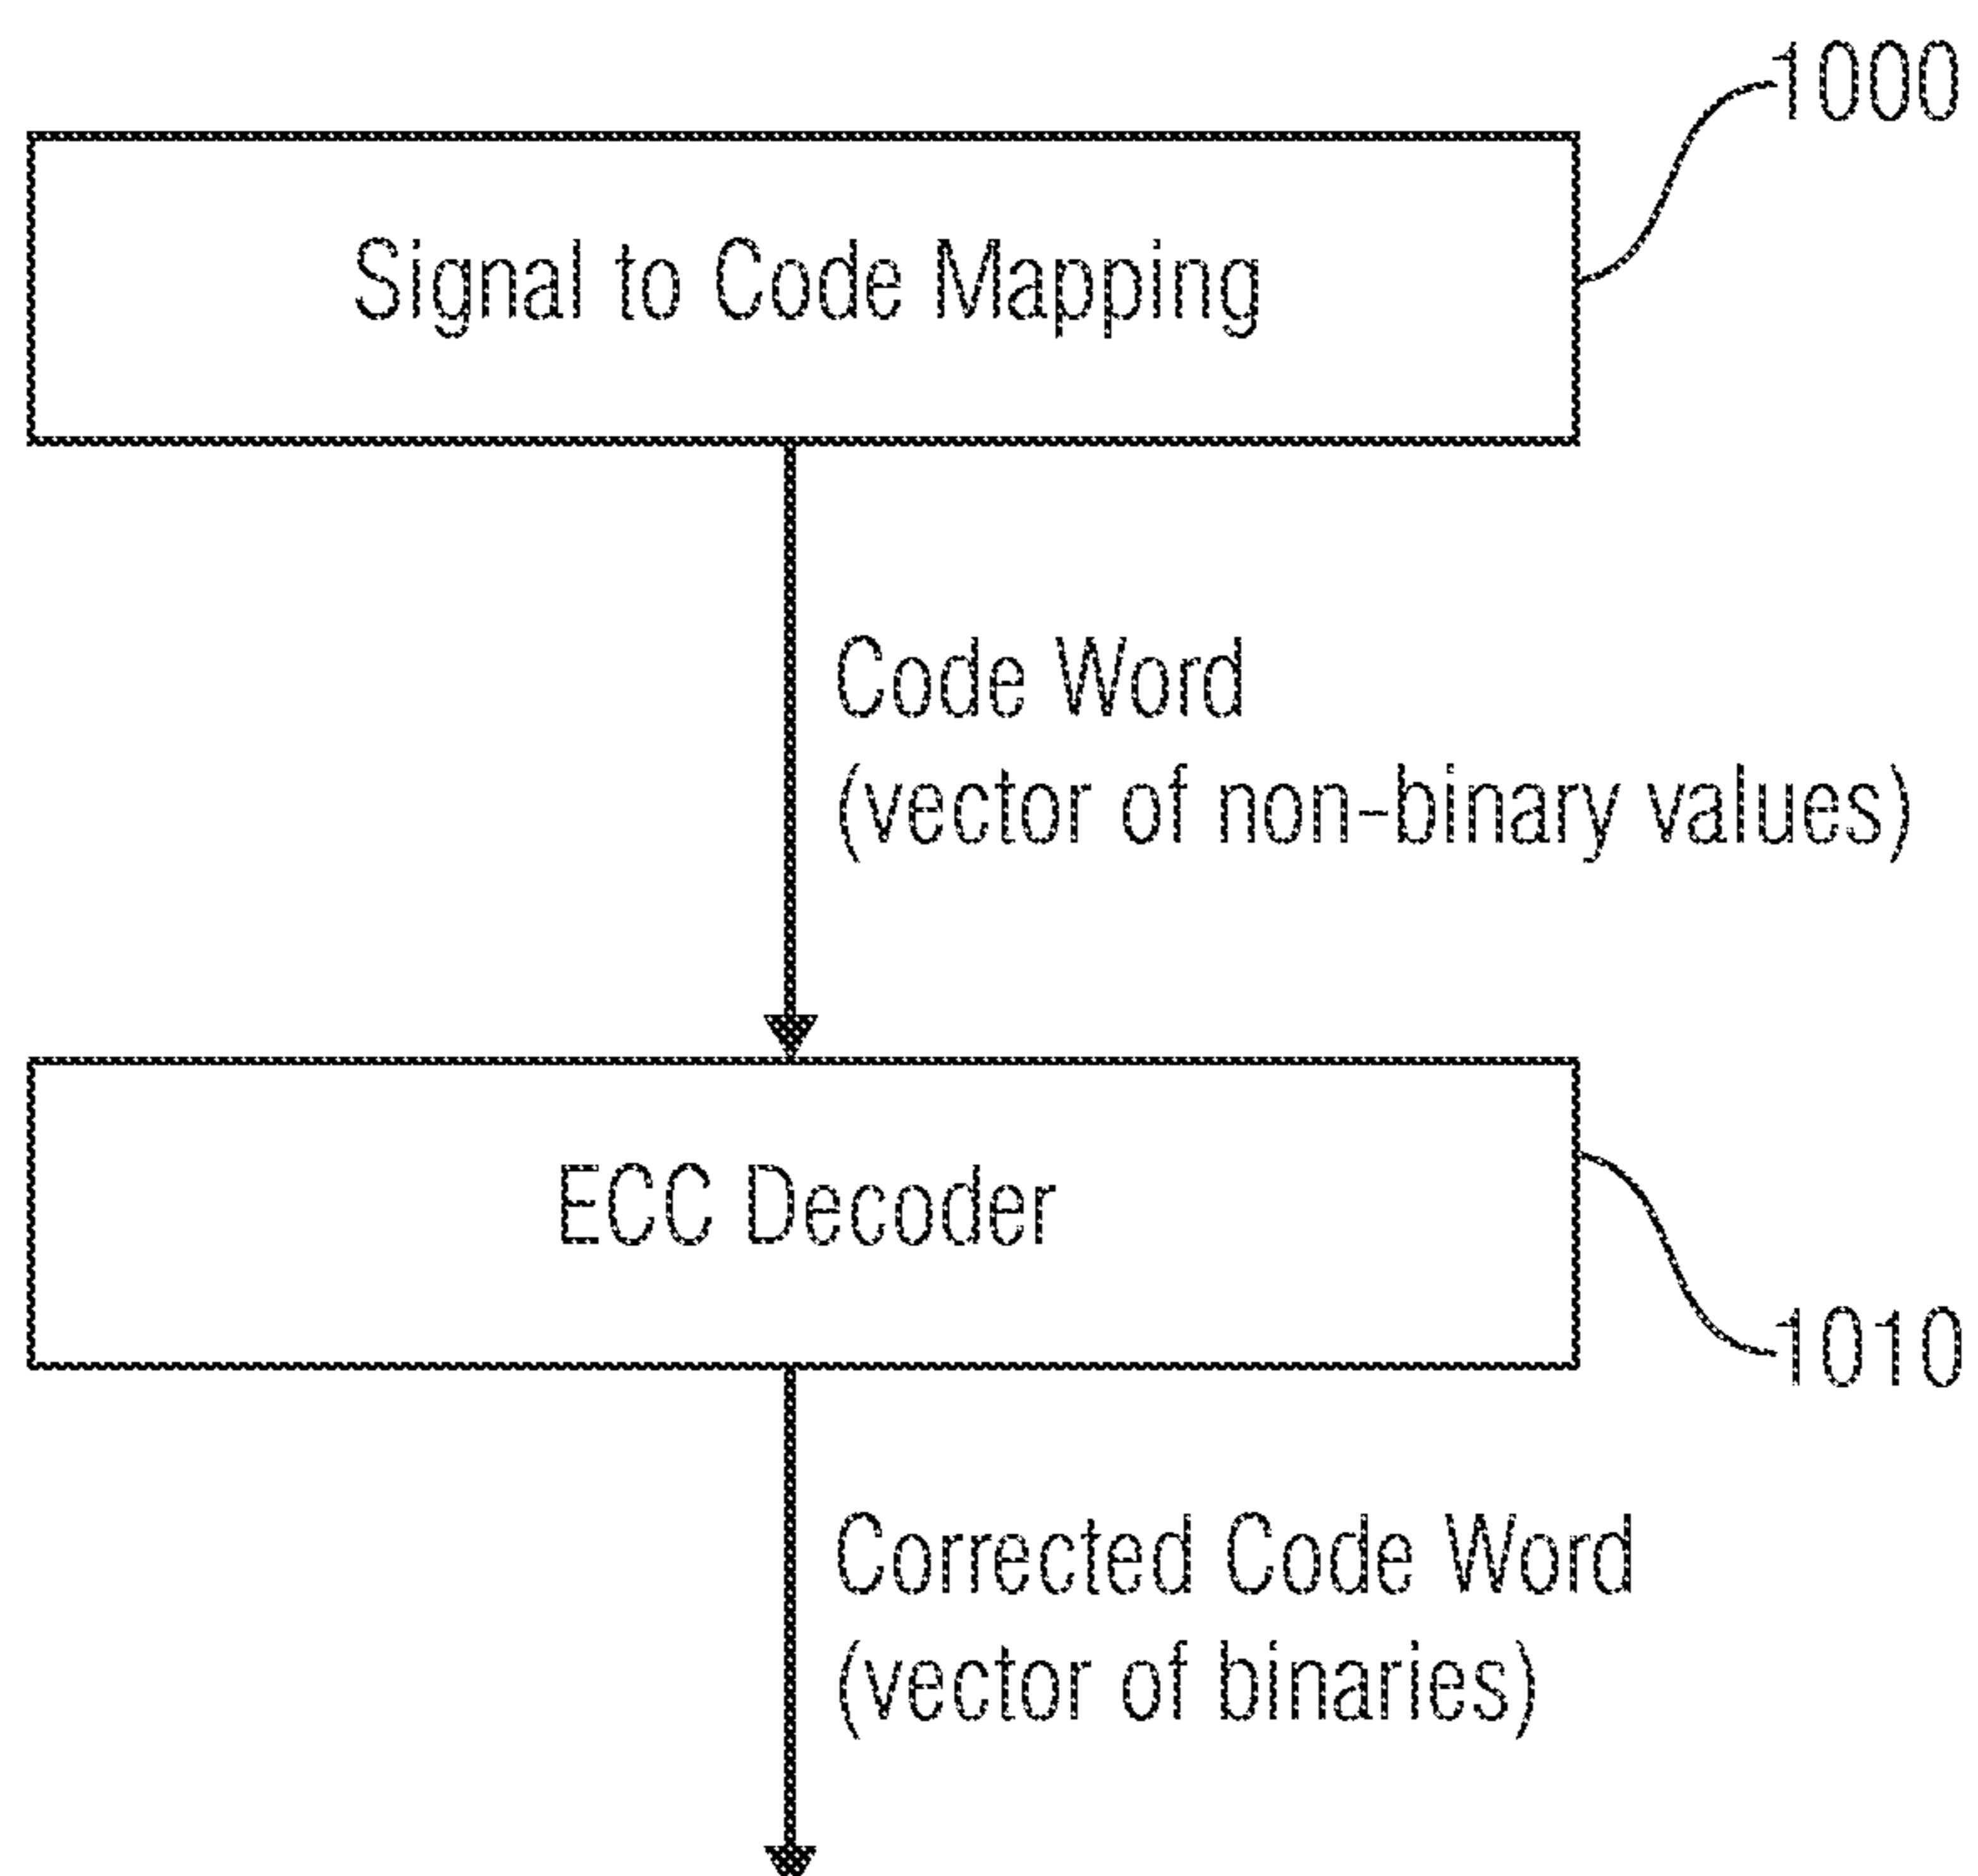 1000
Signal to Code Mapping
Code Word
(vector of non-binary values)
ECC Decoder
1010
Corrected Code Word
(vector of binaries)